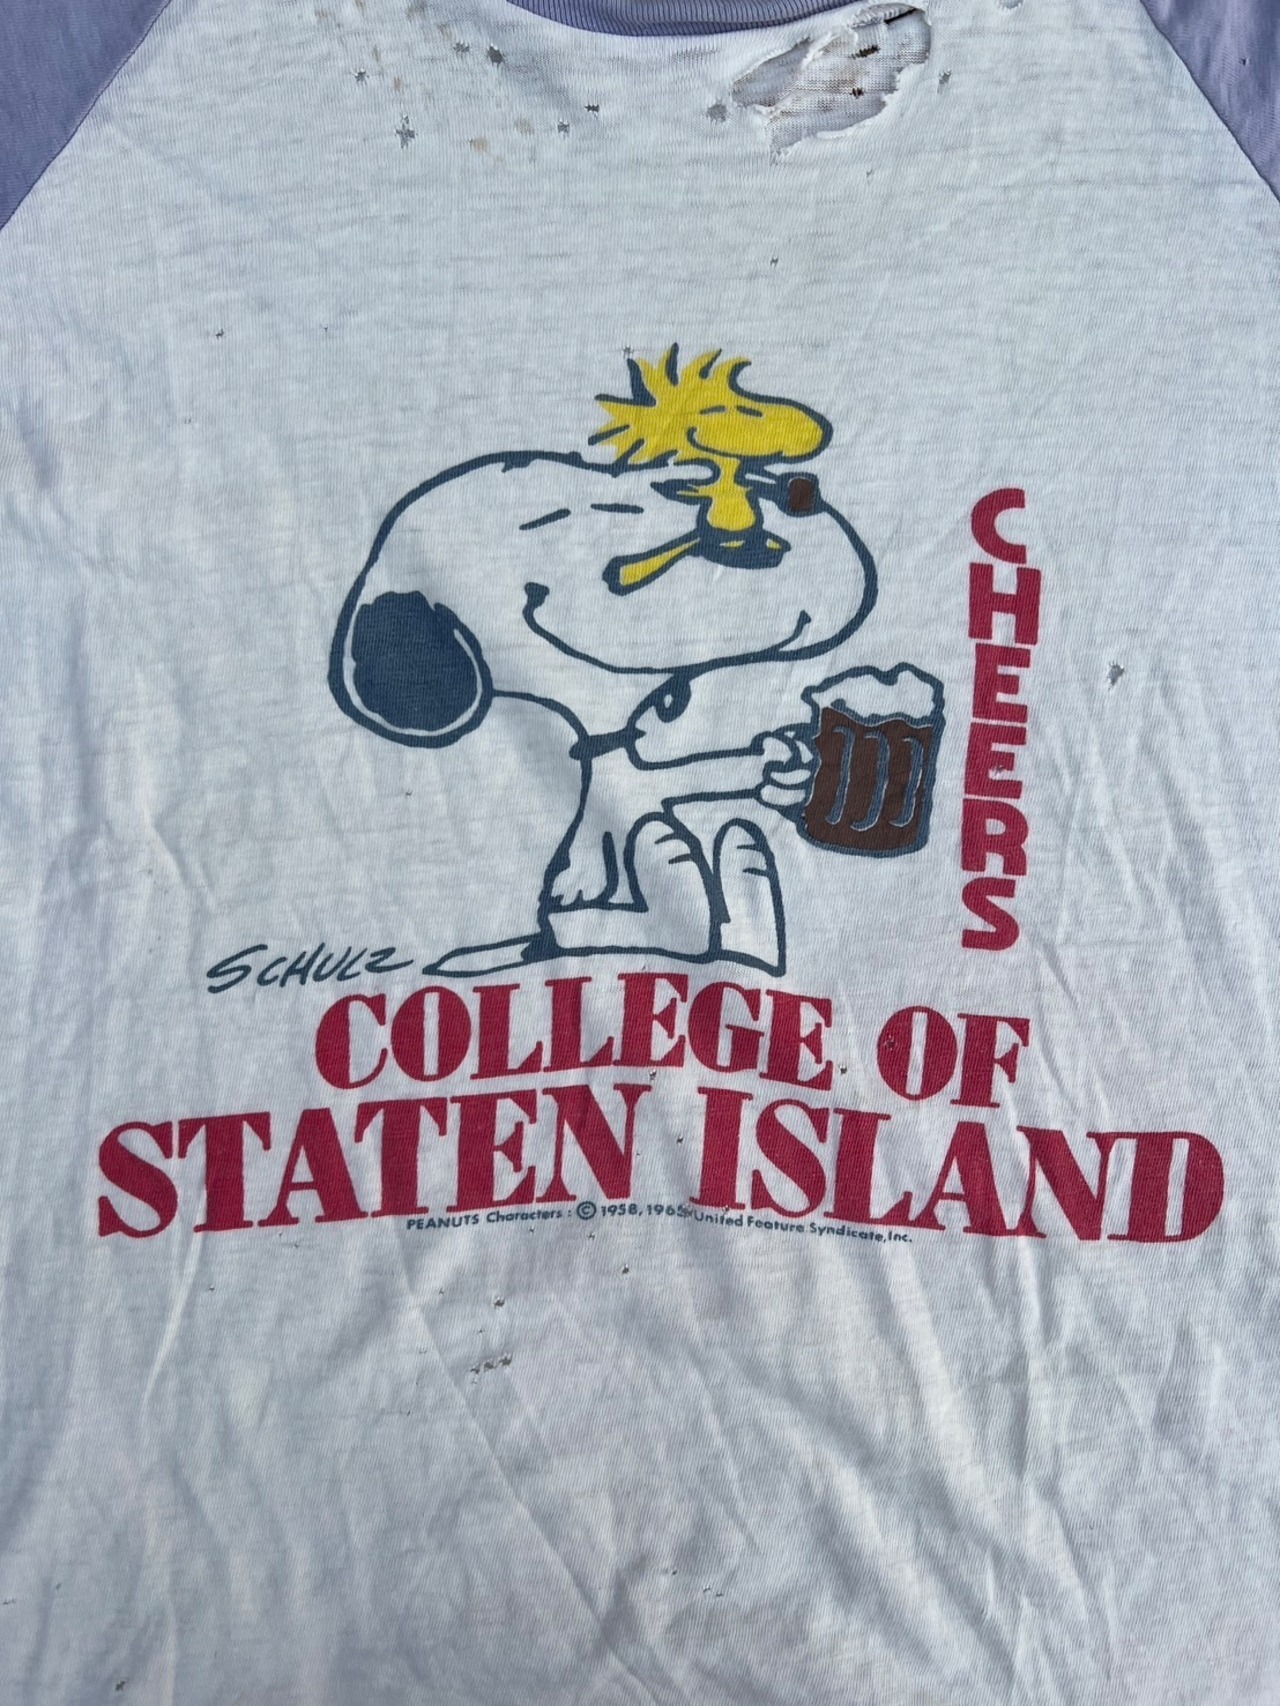 CHEERS
SCHULZ
COLLEGE OF
STATEN ISLAND
PEANUTS Characters : © 1958, 1965 United Feature Syndicate, Inc.